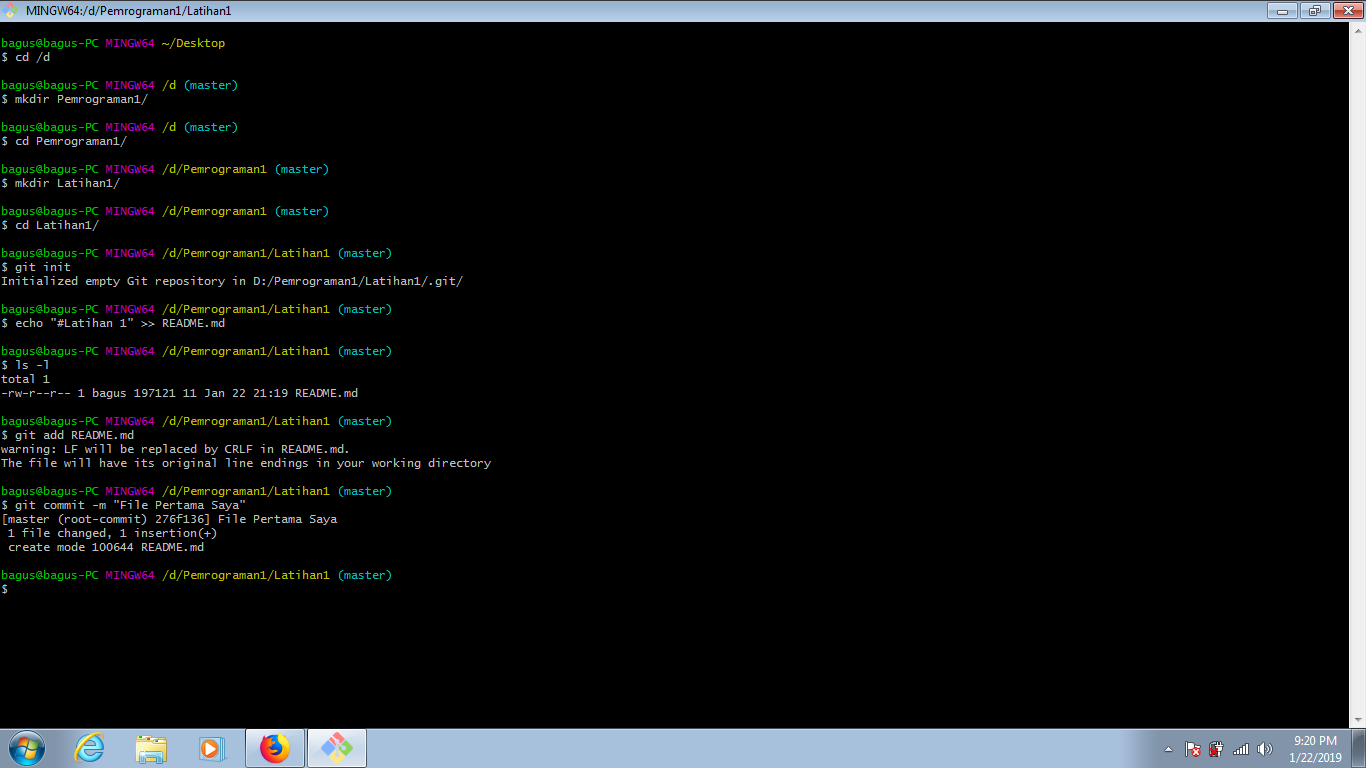 MINGW64:/d/Pemrograman1/Latihan1
bagus@bagus-PC MINGW64 ~/Desktop
$ cd /d
bagus@bagus-PC MINGW64 /d (master)
$ mkdir Pemrograman1/
bagus@bagus-PC MINGW64 /d (master)
$ cd Pemrograman1/
bagus@bagus-PC MINGW64 /d/Pemrograman1 (master)
$ mkdir Latihan1/
bagus@bagus-PC MINGW64 /d/Pemrograman1 (master)
$ cd Latihan1/
bagus@bagus-PC MINGW64 /d/Pemrograman1/Latihan1 (master)
$ git init
Initialized empty Git repository in D:/Pemrograman1/Latihan1/.git/
bagus@bagus-PC MINGW64 /d/Pemrograman1/Latihan1 (master)
$ echo "#Latihan 1" >> README.md
bagus@bagus-PC MINGW64 /d/Pemrograman1/Latihan1 (master)
$ ls -l
total 1
-rw-r--r-- 1 bagus 197121 11 Jan 22 21:19 README.md
bagus@bagus-PC MINGW64 /d/Pemrograman1/Latihan1 (master)
$ git add README.md
warning: LF will be replaced by CRLF in README.md.
The file will have its original line endings in your working directory
bagus@bagus-PC MINGW64 /d/Pemrograman1/Latihan1 (master)
$ git commit -m "File Pertama Saya"
[master (root-commit) 276f136] File Pertama Saya
 1 file changed, 1 insertion(+)
 create mode 100644 README.md
bagus@bagus-PC MINGW64 /d/Pemrograman1/Latihan1 (master)
$
9:20 PM
1/22/2019